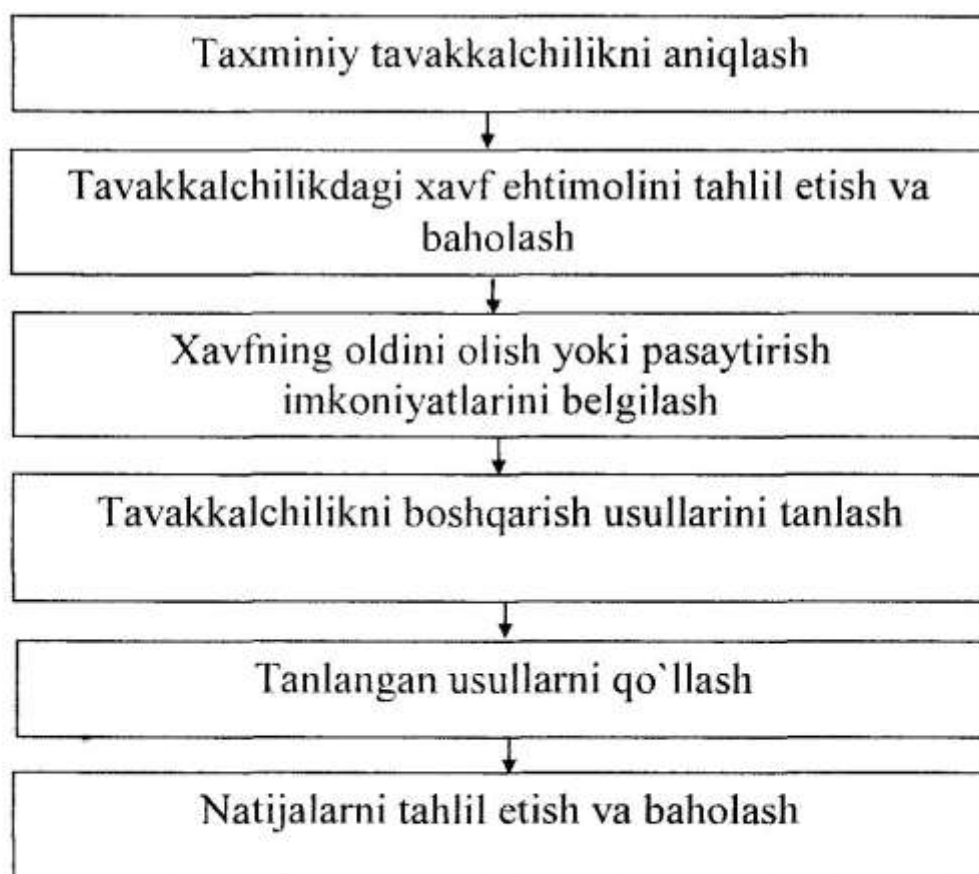 Taxminiy tavakkalchilikni aniqlash
Tavakkalchilikdagi xavf ehtimolini tahlil etish va
baholash
Xavfning oldini olish yoki pasaytirish
imkoniyatlarini belgilash
Tavakkalchilikni boshqarish usullarini tanlash
Tanlangan usullarni qo`llash
Natijalarni tahlil etish va baholash